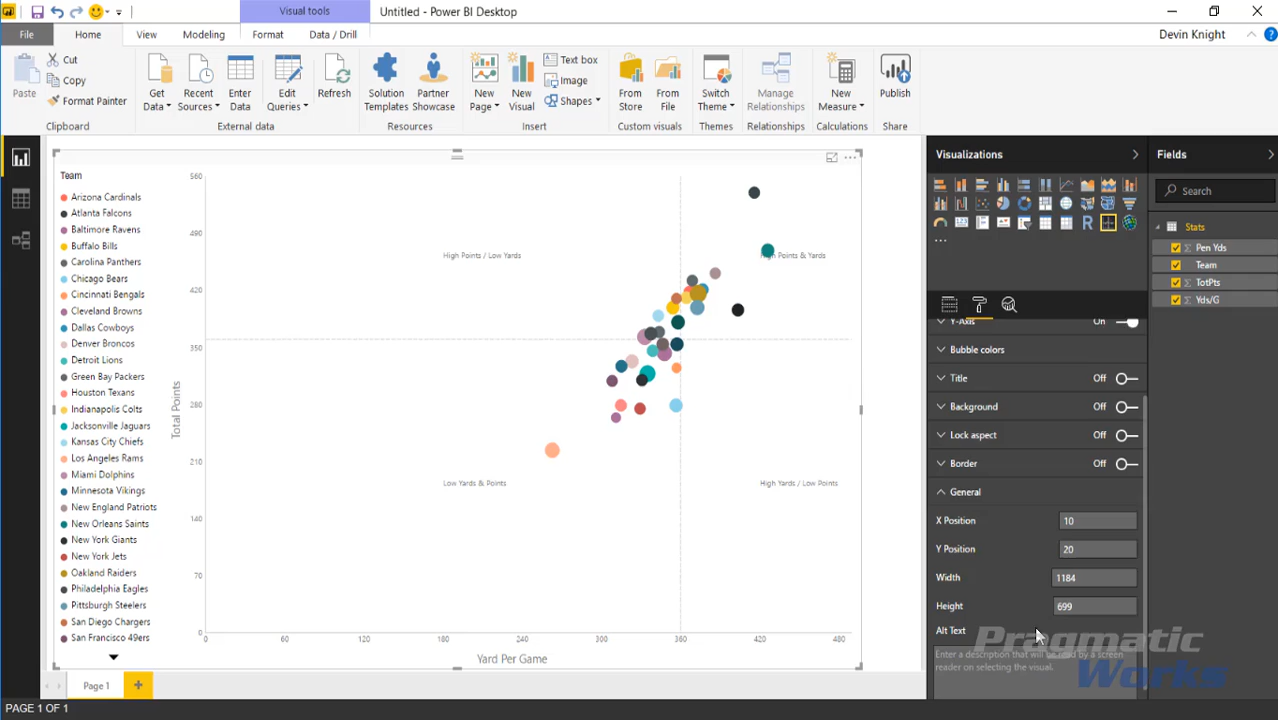 Visual tools
Untitled - Power BI Desktop
File
Home
View
Modeling
Format
Data / Drill
Devin Knight
Paste
Cut
Copy
Format Painter
Clipboard
Get Data
Recent Sources
Enter Data
Edit Queries
Refresh
External data
Solution Templates
Partner Showcase
Resources
New Page
New Visual
Text box
Image
Shapes
Insert
From Store
From File
Custom visuals
Switch Theme
Themes
Manage Relationships
Relationships
New Measure
Calculations
Publish
Share
Team
Arizona Cardinals
Atlanta Falcons
Baltimore Ravens
Buffalo Bills
Carolina Panthers
Chicago Bears
Cincinnati Bengals
Cleveland Browns
Dallas Cowboys
Denver Broncos
Detroit Lions
Green Bay Packers
Houston Texans
Indianapolis Colts
Jacksonville Jaguars
Kansas City Chiefs
Los Angeles Rams
Miami Dolphins
Minnesota Vikings
New England Patriots
New Orleans Saints
New York Giants
New York Jets
Oakland Raiders
Philadelphia Eagles
Pittsburgh Steelers
San Diego Chargers
San Francisco 49ers
Total Points
560
490
420
350
280
210
140
70
0
High Points / Low Yards
High Points & Yards
Low Yards & Points
High Yards / Low Points
0
60
120
180
240
300
360
420
480
Yard Per Game
Visualizations
R
Y-Axis
On
Bubble colors
Title
Off
Background
Off
Lock aspect
Off
Border
Off
General
X Position
10
Y Position
20
Width
1184
Height
699
Alt Text
Enter a description that will be read by a screen
reader on selecting the visual.
Pragmatic
Works
Fields
Search
Stats
Pen Yds
Team
TotPts
Yds/G
Page 1
PAGE 1 OF 1